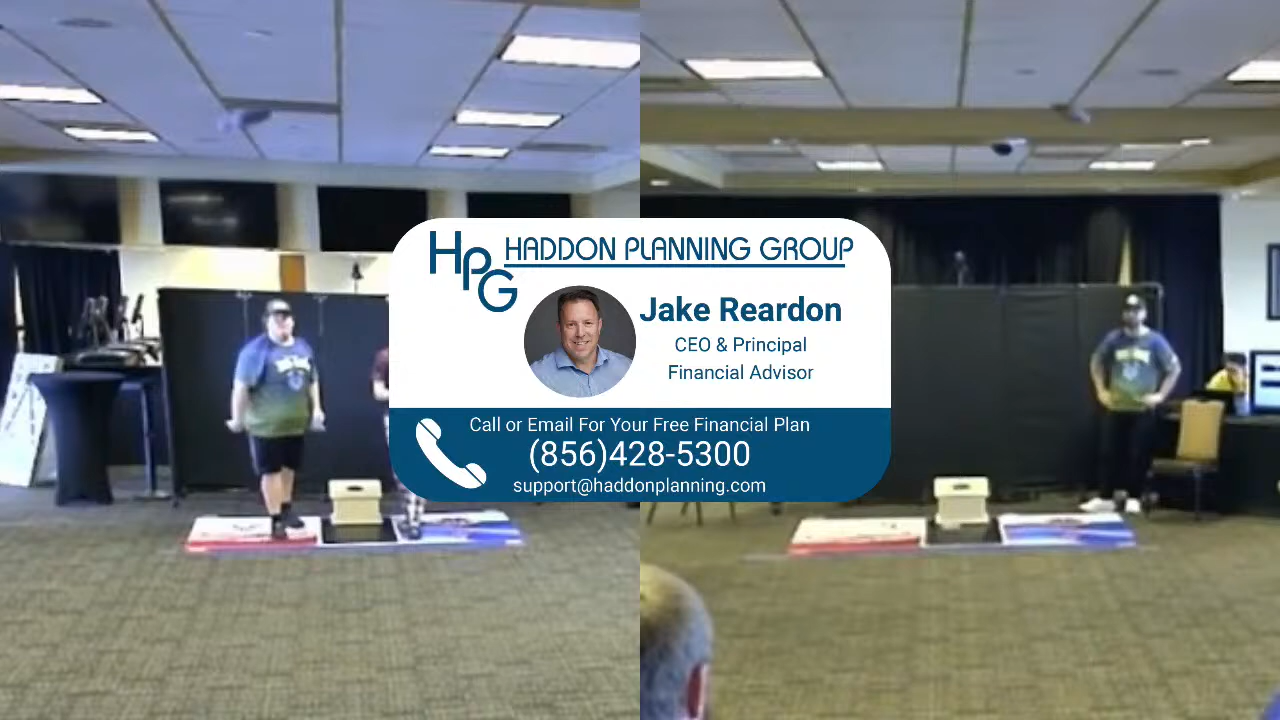 HPG
HADDON PLANNING GROUP
Jake Reardon
CEO & Principal
Financial Advisor
Call or Email For Your Free Financial Plan
(856)428-5300
support@haddonplanning.com